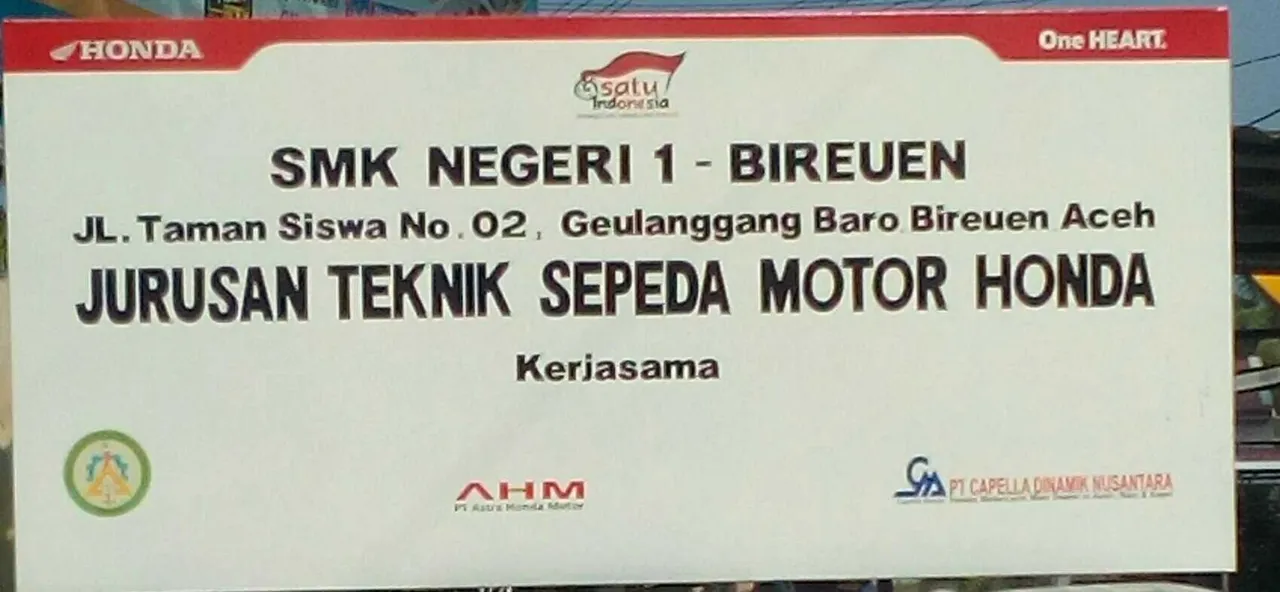 HONDA
One HEART.
satu
Indonesia
SMK NEGERI 1 - BIREUEN
JL. Taman Siswa No. 02, Geulanggang Baro Bireuen Aceh
JURUSAN TEKNIK SEPEDA MOTOR HONDA
Kerjasama
AHM
PT Astra Honda Motor
PT CAPELLA DINAMIK NUSANTARA